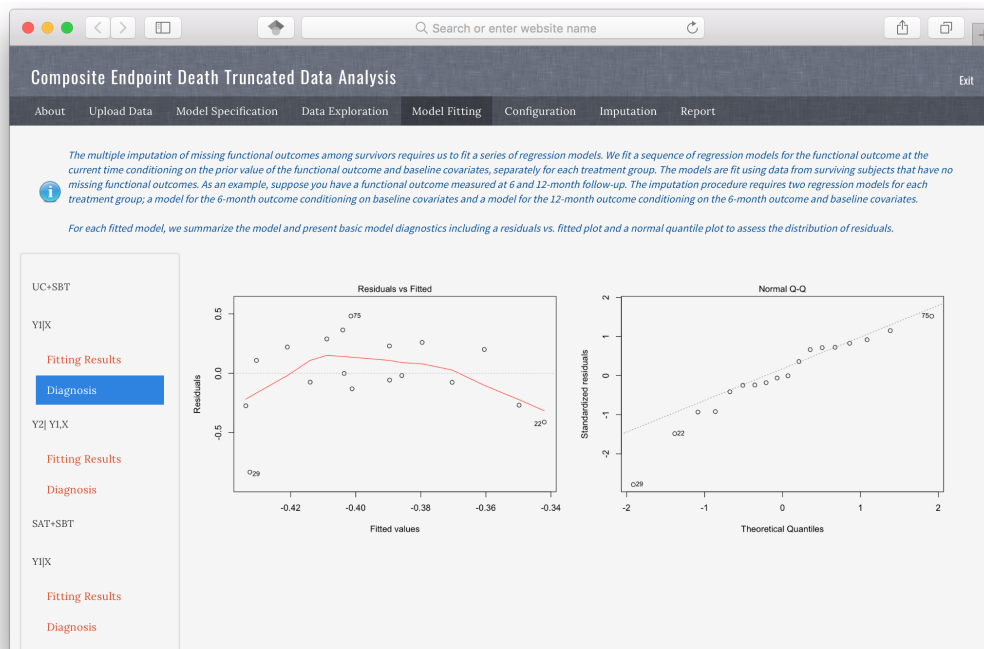 Search or enter website name
Composite Endpoint Death Truncated Data Analysis
Exit
About Upload Data Model Specification Data Exploration Model Fitting Configuration Imputation Report
The multiple imputation of missing functional outcomes among survivors requires us to fit a series of regression models. We fit a sequence of regression models for the functional outcome at the
current time conditioning on the prior value of the functional outcome and baseline covariates, separately for each treatment group. The models are fit using data from surviving subjects that have no
missing functional outcomes. As an example, suppose you have a functional outcome measured at 6 and 12-month follow-up. The imputation procedure requires two regression models for each
treatment group; a model for the 6-month outcome conditioning on baseline covariates and a model for the 12-month outcome conditioning on the 6-month outcome and baseline covariates.
For each fitted model, we summarize the model and present basic model diagnostics including a residuals vs. fitted plot and a normal quantile plot to assess the distribution of residuals.
UC+SBT
Y1|X
Fitting Results
Diagnosis
Y2| Y1,X
Fitting Results
Diagnosis
SAT+SBT
Y1|X
Fitting Results
Diagnosis
Residuals vs Fitted
Residuals
0.5
0.0
-0.5
75
22
29
-0.42 -0.40 -0.38 -0.36 -0.34
Fitted values
Normal Q-Q
Standardized residuals
2
1
0
-1
-2
75
22
29
-2 -1 0 1 2
Theoretical Quantiles